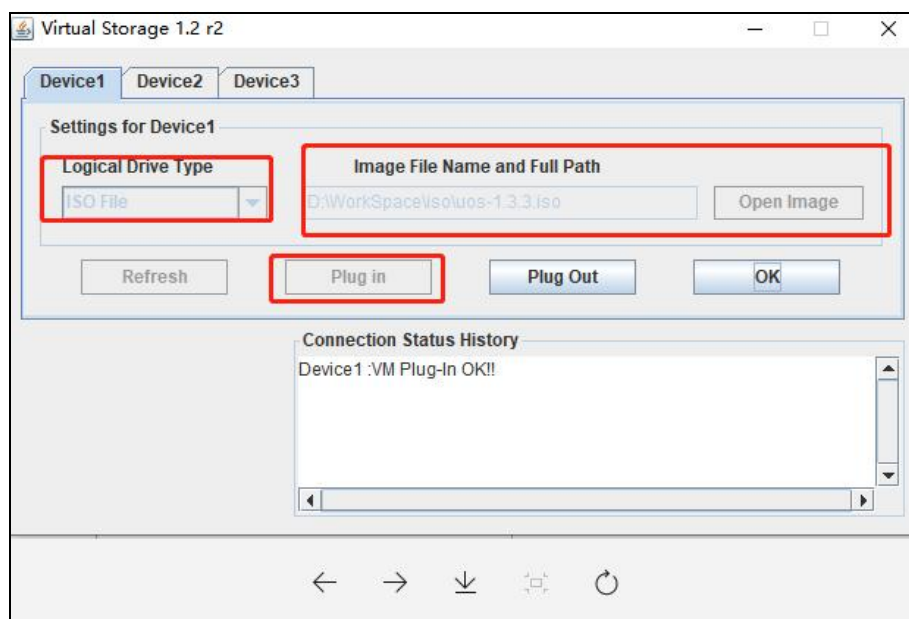 Virtual Storage 1.2 r2
Device1 Device2 Device3
Settings for Device1
Logical Drive Type Image File Name and Full Path
ISO File D:\WorkSpace\iso\uos-1.3.3.iso Open Image
Refresh Plug in Plug Out OK
Connection Status History
Device1 :VM Plug-In OK!!